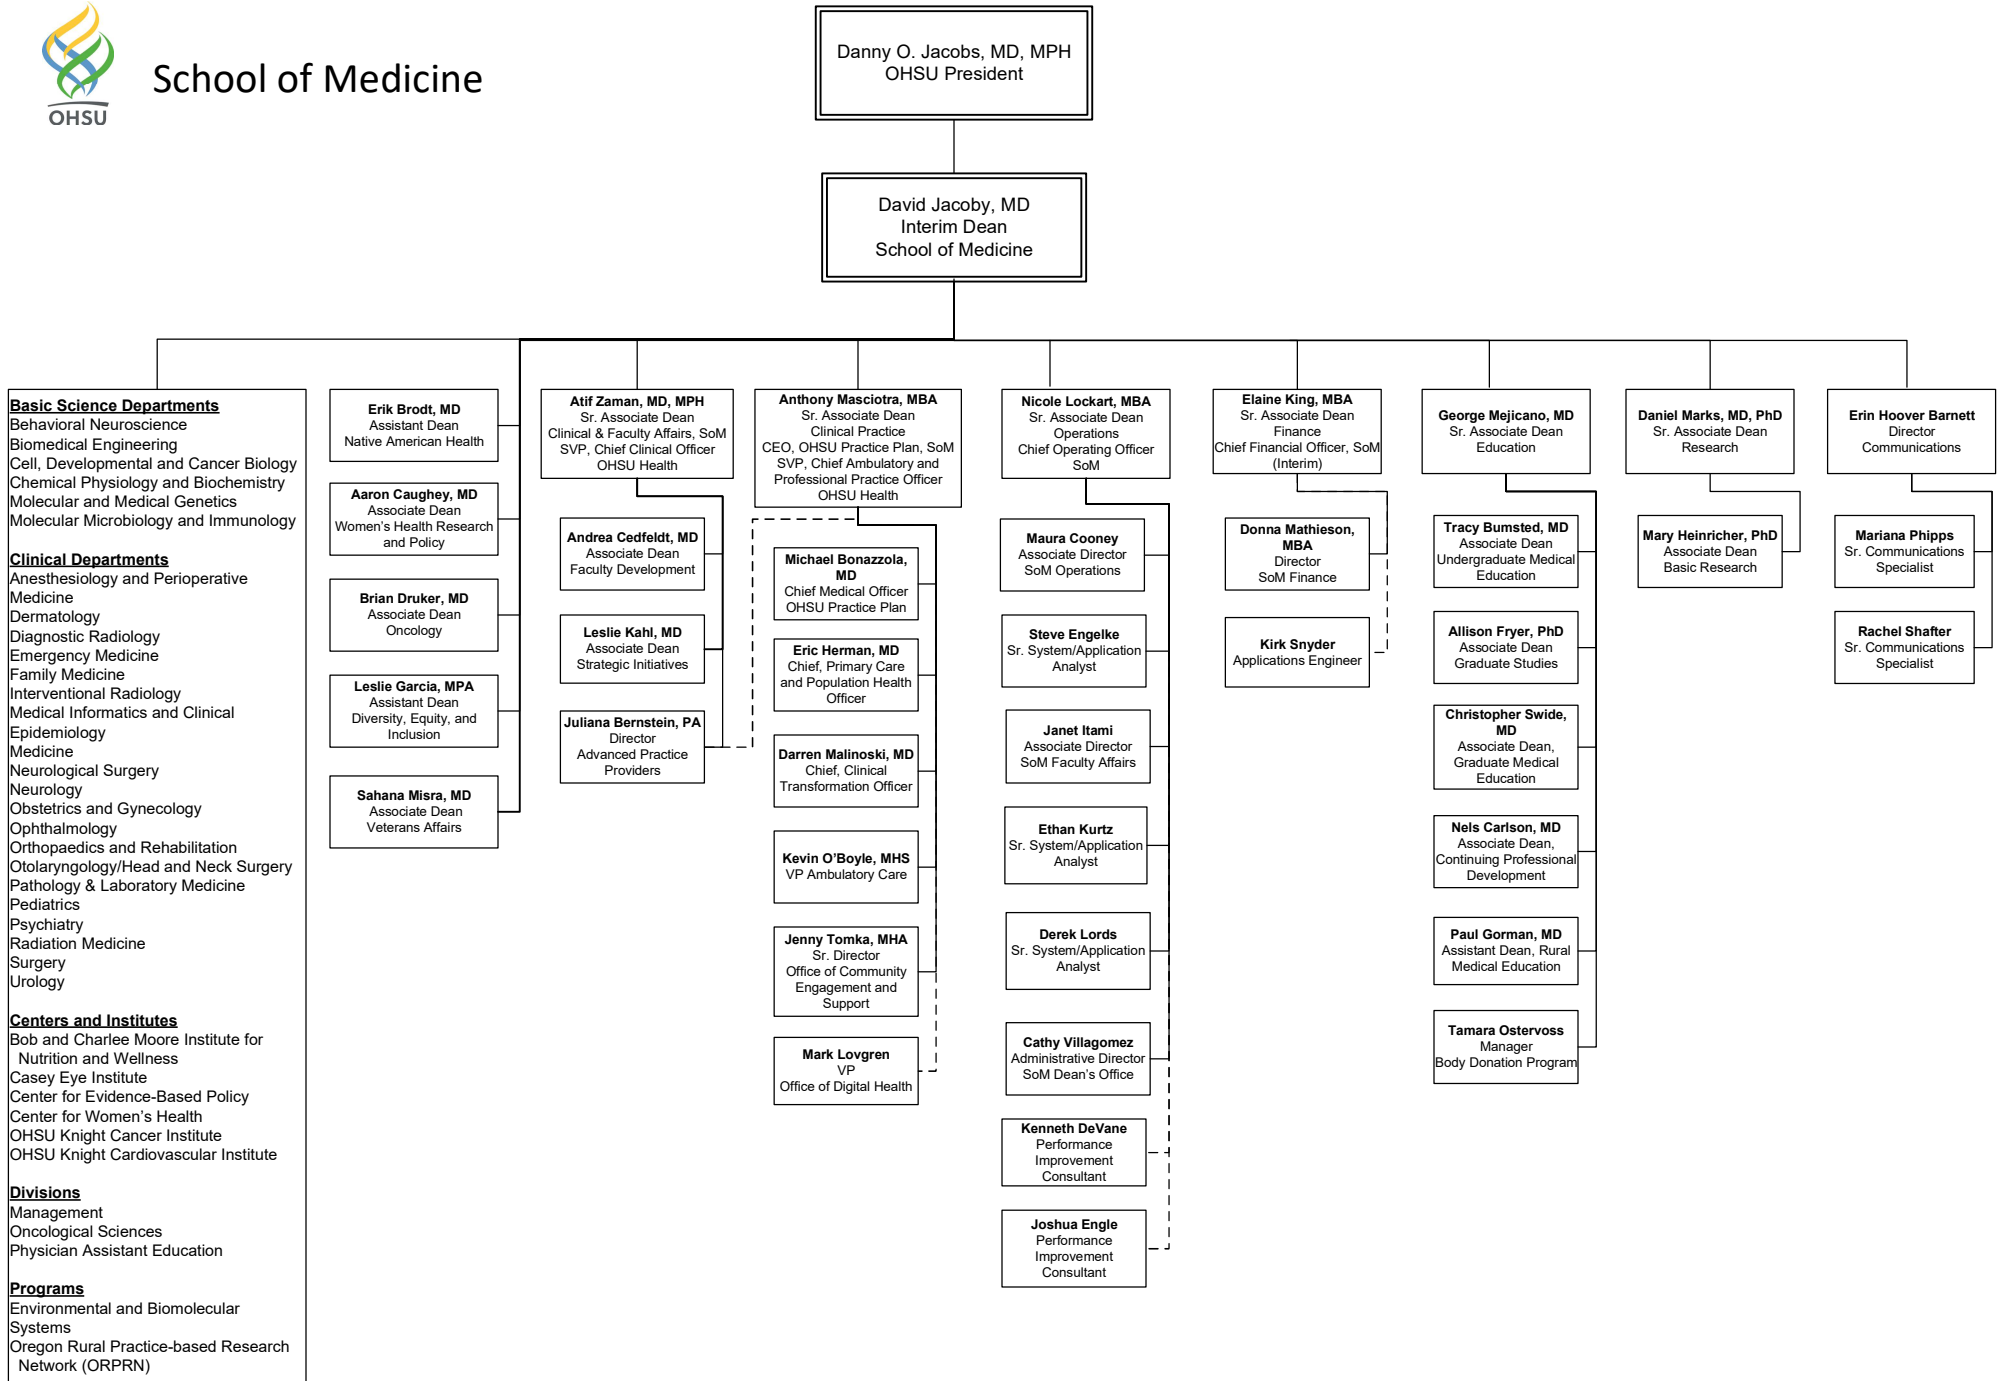 OHSU
School of Medicine
Danny O. Jacobs, MD, MPH
OHSU President
David Jacoby, MD
Interim Dean
School of Medicine
Basic Science Departments
Behavioral Neuroscience
Biomedical Engineering
Cell, Developmental and Cancer Biology
Chemical Physiology and Biochemistry
Molecular and Medical Genetics
Molecular Microbiology and Immunology
Clinical Departments
Anesthesiology and Perioperative
Medicine
Dermatology
Diagnostic Radiology
Emergency Medicine
Family Medicine
Interventional Radiology
Medical Informatics and Clinical
Epidemiology
Medicine
Neurological Surgery
Neurology
Obstetrics and Gynecology
Ophthalmology
Orthopaedics and Rehabilitation
Otolaryngology/Head and Neck Surgery
Pathology & Laboratory Medicine
Pediatrics
Psychiatry
Radiation Medicine
Surgery
Urology
Centers and Institutes
Bob and Charlee Moore Institute for
Nutrition and Wellness
Casey Eye Institute
Center for Evidence-Based Policy
Center for Women's Health
OHSU Knight Cancer Institute
OHSU Knight Cardiovascular Institute
Divisions
Management
Oncological Sciences
Physician Assistant Education
Programs
Environmental and Biomolecular
Systems
Oregon Rural Practice-based Research
Network (ORPRN)
Erik Brodt, MD
Assistant Dean
Native American Health
Aaron Caughey, MD
Associate Dean
Women's Health Research
and Policy
Brian Druker, MD
Associate Dean
Oncology
Leslie Garcia, MPA
Assistant Dean
Diversity, Equity, and
Inclusion
Sahana Misra, MD
Associate Dean
Veterans Affairs
Atif Zaman, MD, MPH
Sr. Associate Dean
Clinical & Faculty Affairs, SoM
SVP, Chief Clinical Officer
OHSU Health
Andrea Cedfeldt, MD
Associate Dean
Faculty Development
Leslie Kahl, MD
Associate Dean
Strategic Initiatives
Juliana Bernstein, PA
Director
Advanced Practice
Providers
Anthony Masciotra, MBA
Sr. Associate Dean
Clinical Practice
CEO, OHSU Practice Plan, SoM
SVP, Chief Ambulatory and
Professional Practice Officer
OHSU Health
Michael Bonazzola,
MD
Chief Medical Officer
OHSU Practice Plan
Eric Herman, MD
Chief, Primary Care
and Population Health
Officer
Darren Malinoski, MD
Chief, Clinical
Transformation Officer
Kevin O'Boyle, MHS
VP Ambulatory Care
Jenny Tomka, MHA
Sr. Director
Office of Community
Engagement and
Support
Mark Lovgren
VP
Office of Digital Health
Nicole Lockart, MBA
Sr. Associate Dean
Operations
Chief Operating Officer
SoM
Maura Cooney
Associate Director
SoM Operations
Steve Engelke
Sr. System/Application
Analyst
Janet Itami
Associate Director
SoM Faculty Affairs
Ethan Kurtz
Sr. System/Application
Analyst
Derek Lords
Sr. System/Application
Analyst
Cathy Villagomez
Administrative Director
SoM Dean's Office
Kenneth DeVane
Performance
Improvement
Consultant
Joshua Engle
Performance
Improvement
Consultant
Elaine King, MBA
Sr. Associate Dean
Finance
Chief Financial Officer, SoM
(Interim)
Donna Mathieson,
MBA
Director
SoM Finance
Kirk Snyder
Applications Engineer
George Mejicano, MD
Sr. Associate Dean
Education
Tracy Bumsted, MD
Associate Dean
Undergraduate Medical
Education
Allison Fryer, PhD
Associate Dean
Graduate Studies
Christopher Swide,
MD
Associate Dean,
Graduate Medical
Education
Nels Carlson, MD
Associate Dean,
Continuing Professional
Development
Paul Gorman, MD
Assistant Dean, Rural
Medical Education
Tamara Ostervoss
Manager
Body Donation Program
Daniel Marks, MD, PhD
Sr. Associate Dean
Research
Mary Heinricher, PhD
Associate Dean
Basic Research
Erin Hoover Barnett
Director
Communications
Mariana Phipps
Sr. Communications
Specialist
Rachel Shafter
Sr. Communications
Specialist